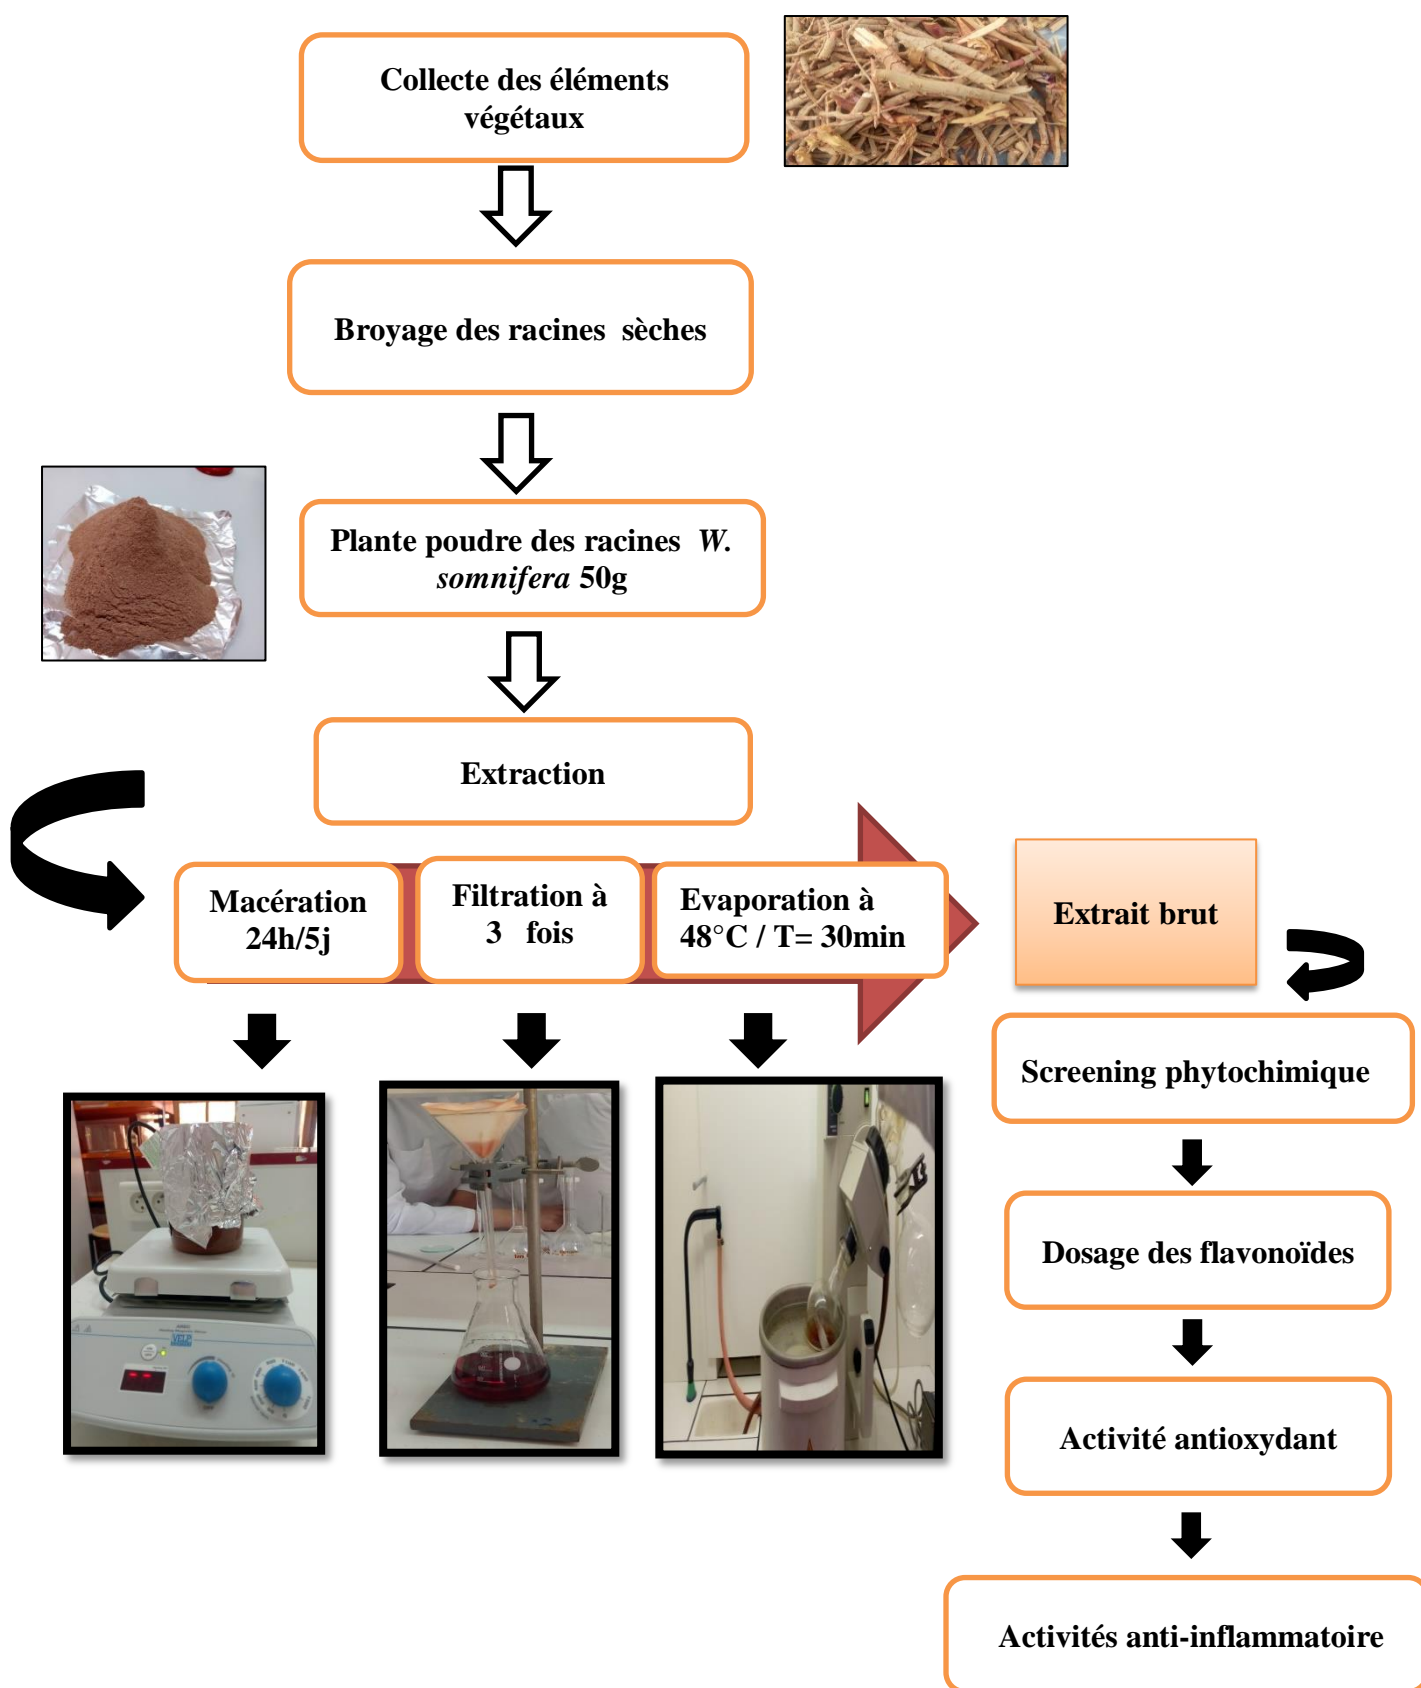 Collecte des éléments
végétaux
Broyage des racines sèches
Plante poudre des racines W.
somnifera 50g
Extraction
Macération
24h/5j
Filtration à
3 fois
Evaporation à
48°C / T= 30min
Extrait brut
Screening phytochimique
Dosage des flavonoïdes
Activité antioxydant
Activités anti-inflammatoire
VELP